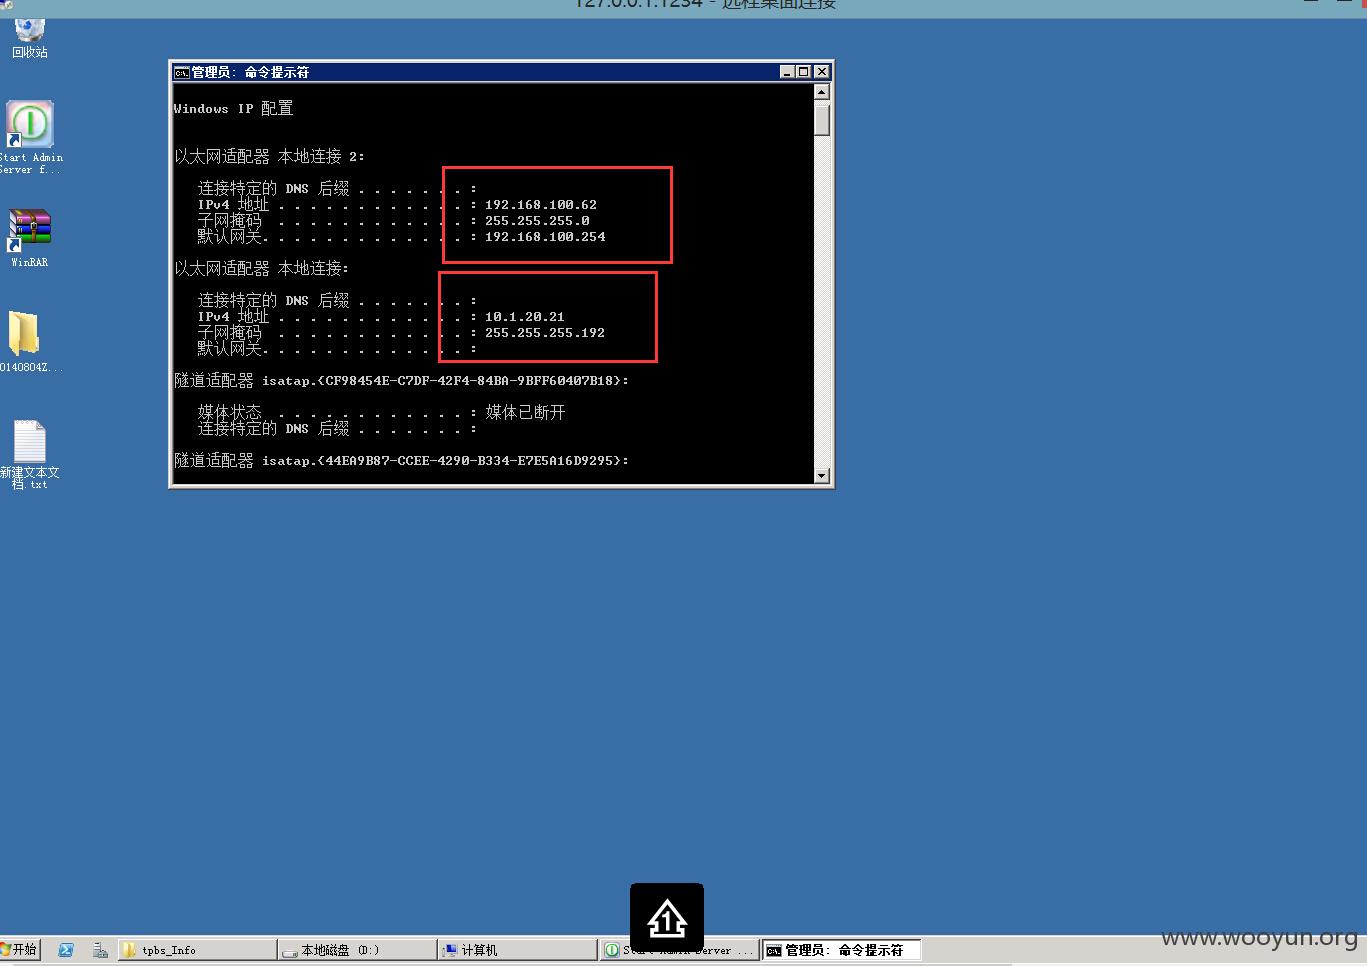 127.0.0.1:1234 - 远程桌面连接
回收站
Start Admin
Server f...
WinRAR
0140804Z...
新建文本文
档.txt
管理员: 命令提示符
Windows IP 配置
以太网适配器 本地连接 2:
连接特定的 DNS 后缀 . . . . . . . :
IPv4 地址 . . . . . . . . . . . . : 192.168.100.62
子网掩码 . . . . . . . . . . . . : 255.255.255.0
默认网关. . . . . . . . . . . . . : 192.168.100.254
以太网适配器 本地连接:
连接特定的 DNS 后缀 . . . . . . . :
IPv4 地址 . . . . . . . . . . . . : 10.1.20.21
子网掩码 . . . . . . . . . . . . : 255.255.255.192
默认网关. . . . . . . . . . . . . :
隧道适配器 isatap.{CF98454E-C7DF-42F4-84BA-9BFF60407B18}:
媒体状态 . . . . . . . . . . . . : 媒体已断开
连接特定的 DNS 后缀 . . . . . . . :
隧道适配器 isatap.{44EA9B87-CCEE-4290-B334-E7E5A16D9295}:
开始
tpbs_Info
本地磁盘 (D:)
计算机
Start Admin Server ...
管理员: 命令提示符
www.wooyun.org